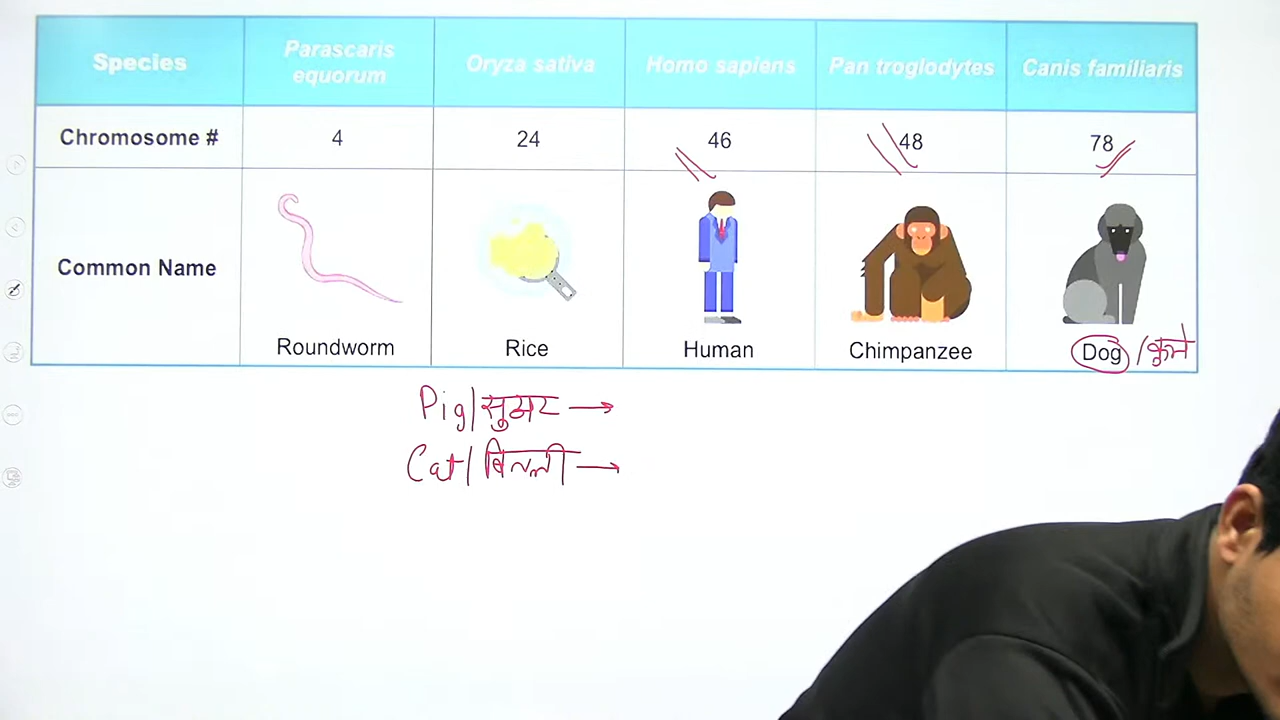 Species Parascaris equorum Oryza sativa Homo sapiens Pan troglodytes Canis familiaris
Chromosome # 4 24 46 48 78
Common Name Roundworm Rice Human Chimpanzee Dog / कुत्ते
Pig / सुअर →
Cat / बिल्ली →